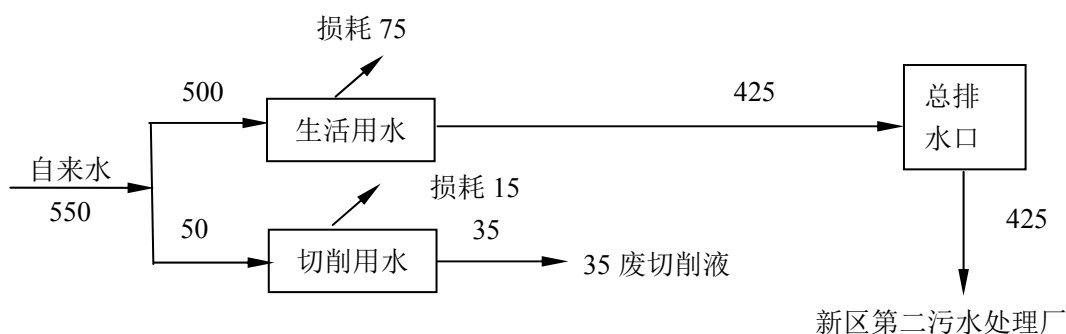 损耗 75
500
生活用水
425
总排
水口
自来水
550
损耗 15
50
切削用水
35
35 废切削液
425
新区第二污水处理厂